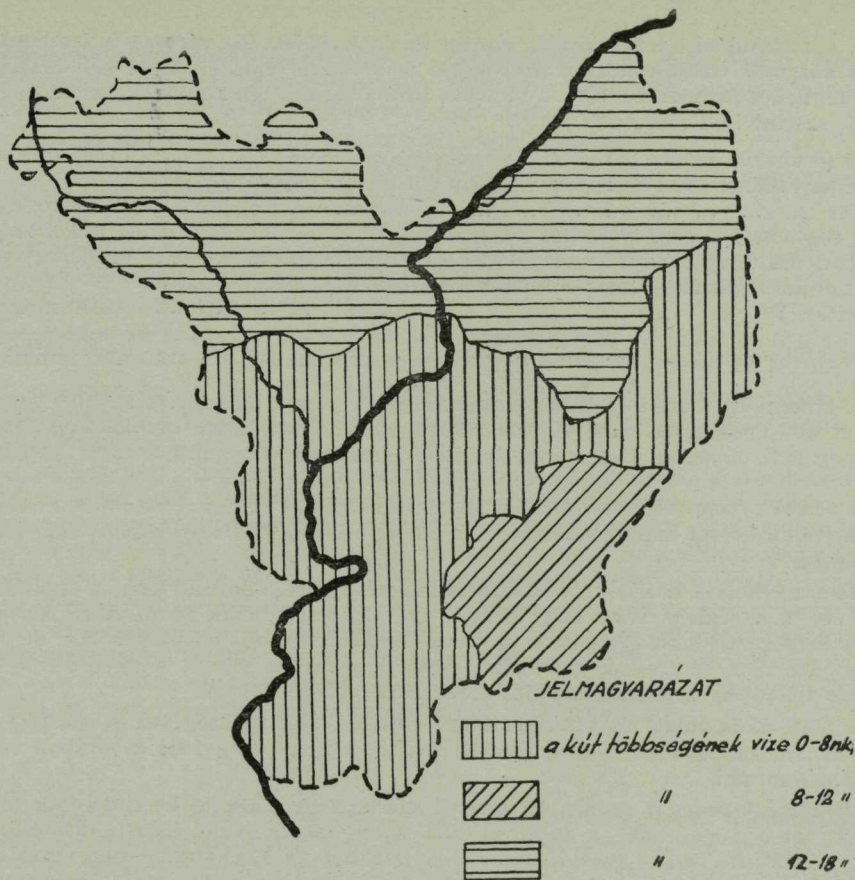 JELMAGYARÁZAT
a kút többségének vize 0-8nk,
" 8-12 "
" 12-18 "